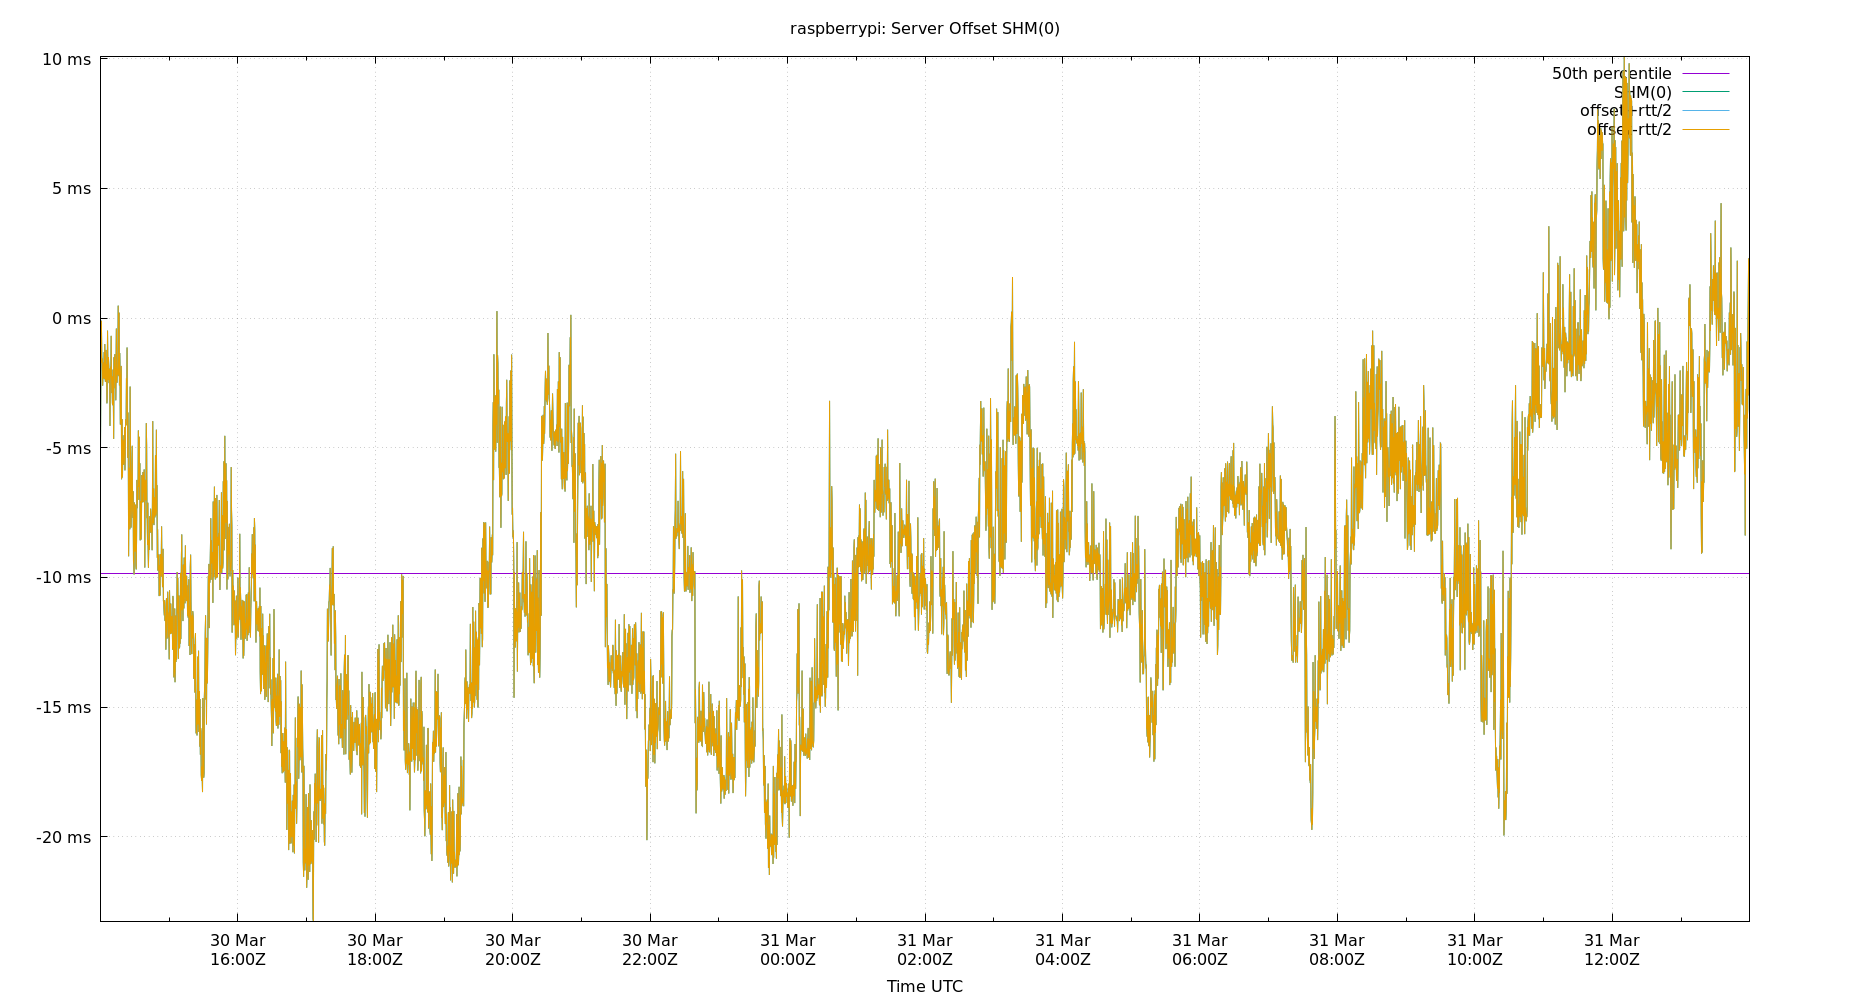 raspberrypi: Server Offset SHM(0)
10 ms
5 ms
0 ms
-5 ms
-10 ms
-15 ms
-20 ms
50th percentile
SHM(0)
offset+rtt/2
offset-rtt/2
30 Mar
16:00Z
30 Mar
18:00Z
30 Mar
20:00Z
30 Mar
22:00Z
31 Mar
00:00Z
31 Mar
02:00Z
31 Mar
04:00Z
31 Mar
06:00Z
31 Mar
08:00Z
31 Mar
10:00Z
31 Mar
12:00Z
Time UTC